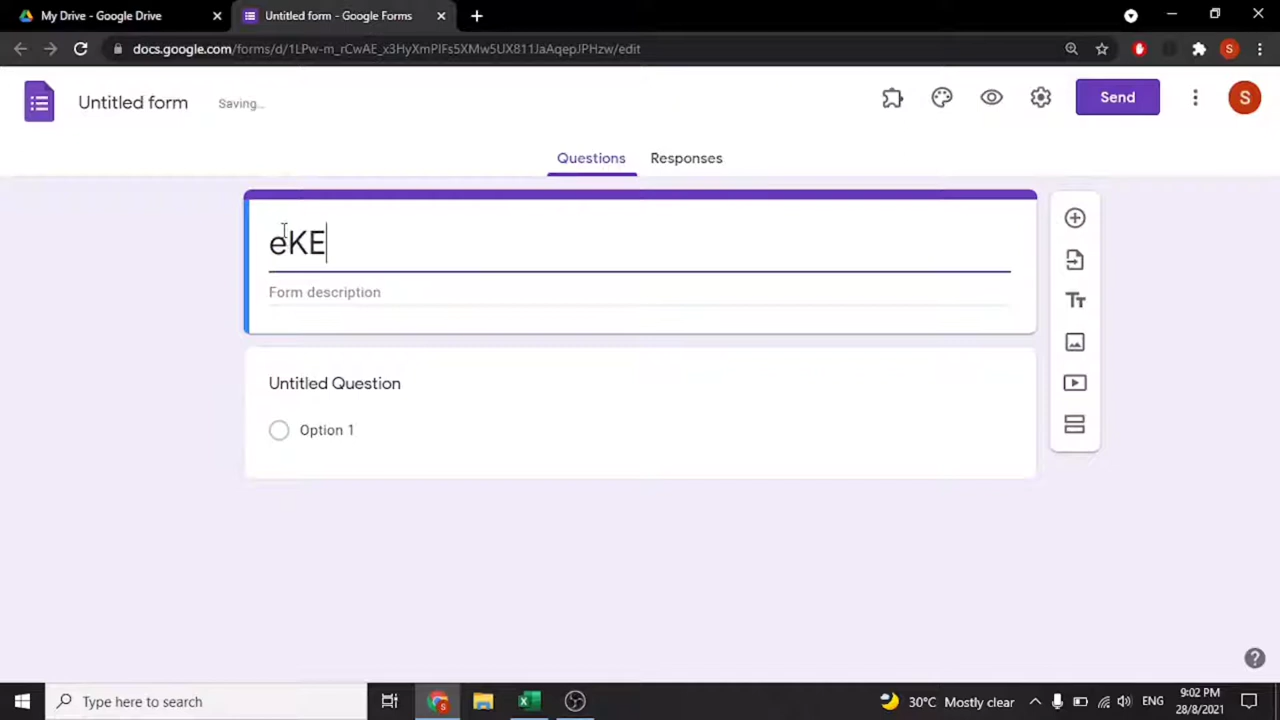 My Drive - Google Drive
Untitled form - Google Forms
docs.google.com/forms/d/1LPw-m_rCwAE_x3HyXmPIFs5XMw5UX811JaAqepJPHzw/edit
S
Untitled form
Saving...
Send
S
Questions
Responses
eKE
Form description
Tт
Untitled Question
Option 1
Type here to search
30°C Mostly clear
ENG
9:02 PM
28/8/2021